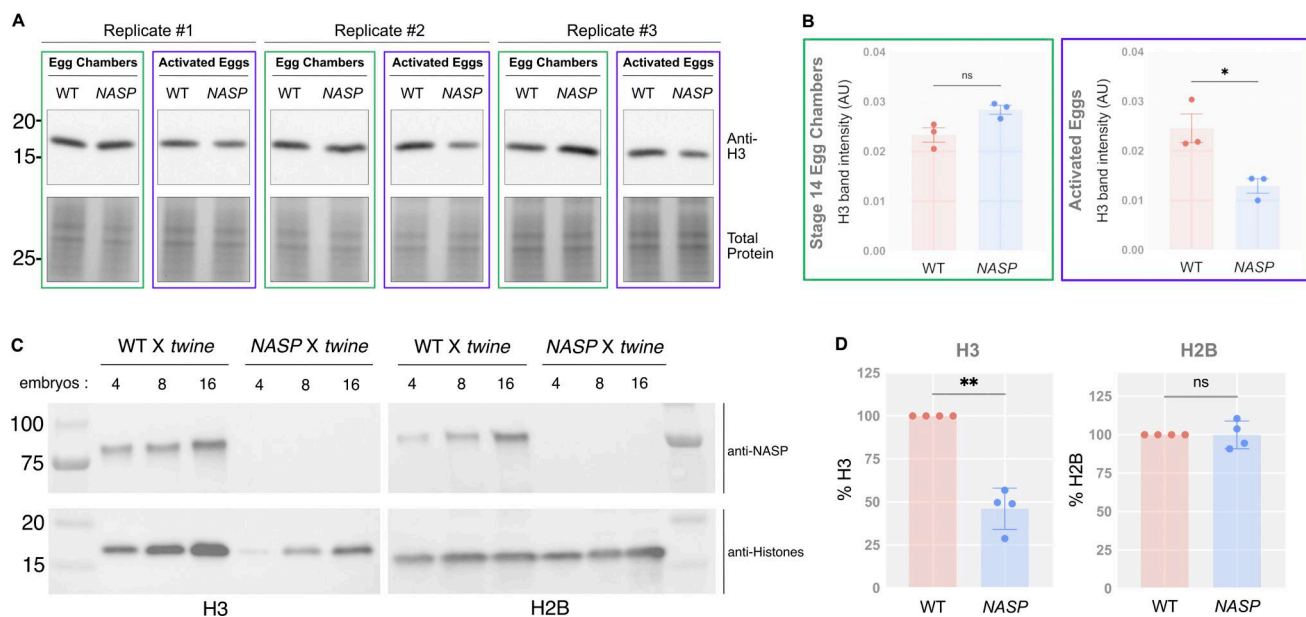 A
Replicate #1 Replicate #2 Replicate #3
Egg Chambers Activated Eggs Egg Chambers Activated Eggs Egg Chambers Activated Eggs
WT NASP WT NASP WT NASP WT NASP WT NASP WT NASP
20-
15-
Anti-
H3
25-
Total
Protein
B
Stage 14 Egg Chambers
H3 band intensity (AU)
0.04
0.03
0.02
0.01
0.00
ns
WT NASP
Activated Eggs
H3 band intensity (AU)
0.04
0.03
0.02
0.01
0.00
*
WT NASP
C
WT X twine NASP X twine WT X twine NASP X twine
embryos : 4 8 16 4 8 16 4 8 16 4 8 16
100
75
anti-NASP
20
15
anti-Histones
H3 H2B
D
H3
% H3
125
100
75
50
25
0
**
WT NASP
H2B
% H2B
125
100
75
50
25
0
ns
WT NASP